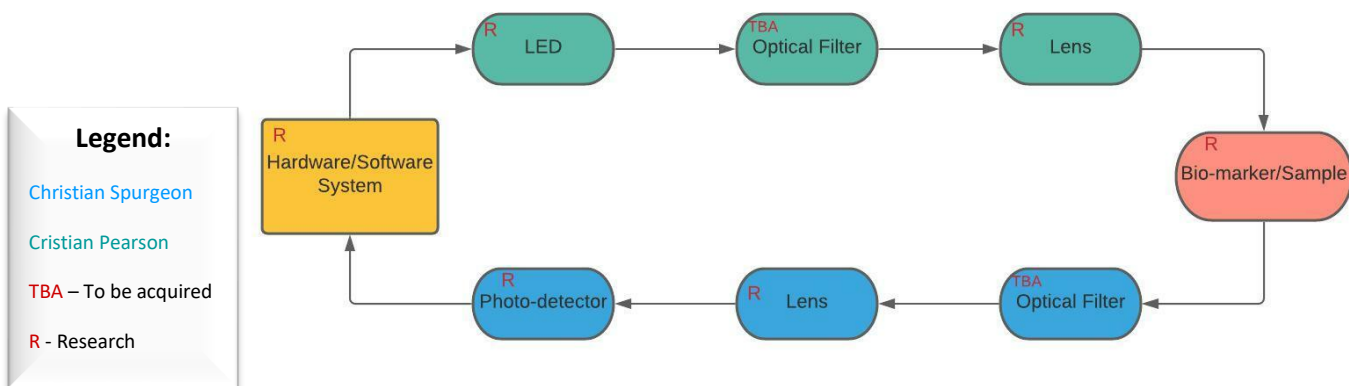 Legend:
Christian Spurgeon
Cristian Pearson
TBA – To be acquired
R - Research
R
Hardware/Software
System
R
LED
TBA
Optical Filter
R
Lens
R
Bio-marker/Sample
TBA
Optical Filter
R
Lens
R
Photo-detector